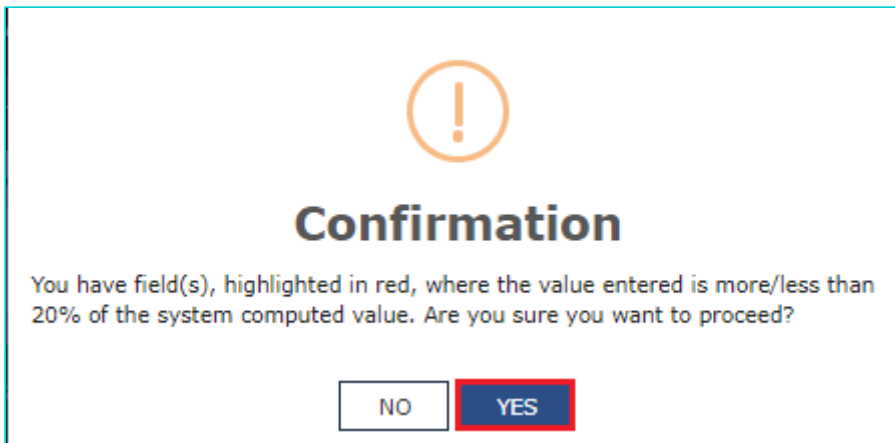 Confirmation
You have field(s), highlighted in red, where the value entered is more/less than
20% of the system computed value. Are you sure you want to proceed?
NO YES